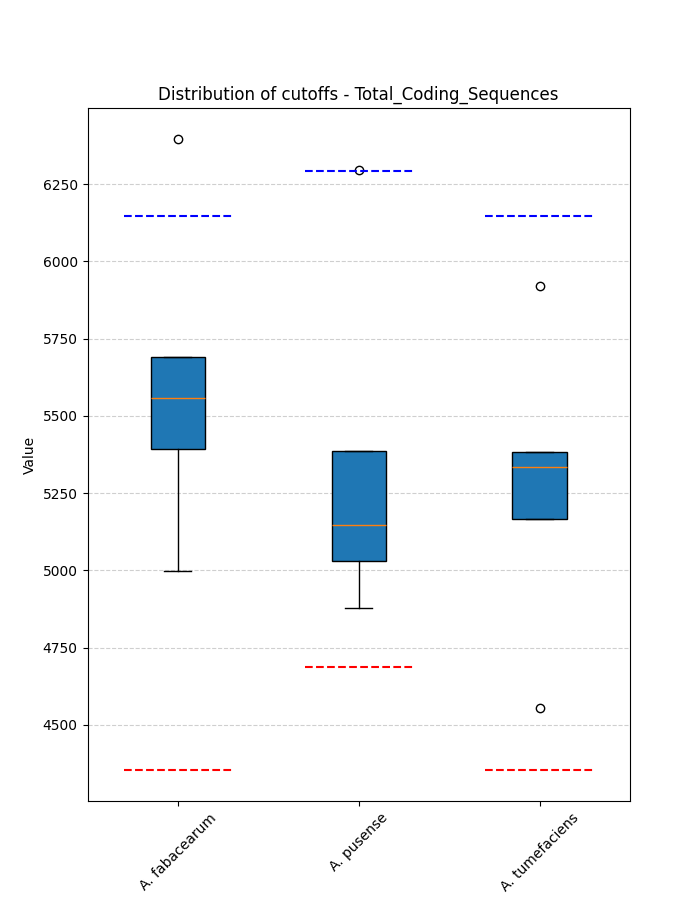 Distribution of cutoffs - Total_Coding_Sequences
Value
6250
6000
5750
5500
5250
5000
4750
4500
A. fabacearum
A. pusense
A. tumefaciens